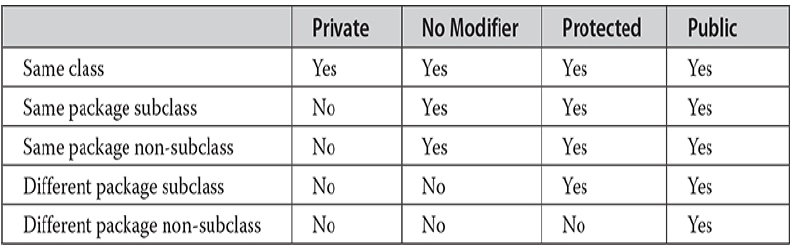 Private No Modifier Protected Public
Same class Yes Yes Yes Yes
Same package subclass No Yes Yes Yes
Same package non-subclass No Yes Yes Yes
Different package subclass No No Yes Yes
Different package non-subclass No No No Yes